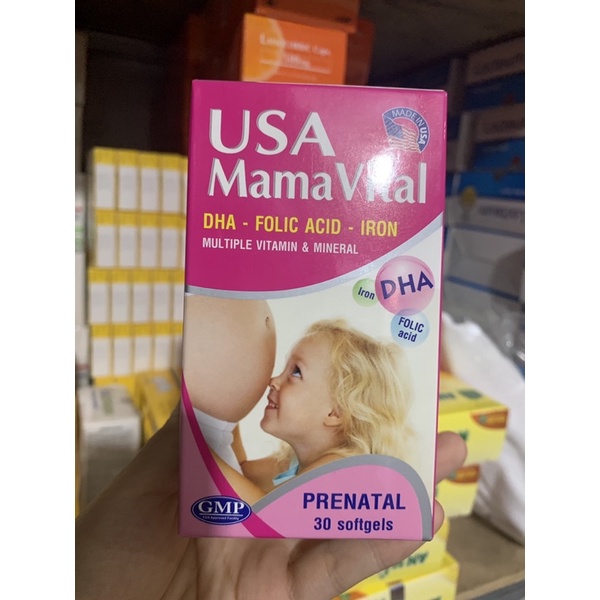 MADE IN USA
USA
MamaVital
DHA - FOLIC ACID - IRON
MULTIPLE VITAMIN & MINERAL
DHA
Iron
FOLIC
acid
GMP
PRENATAL
30 softgels